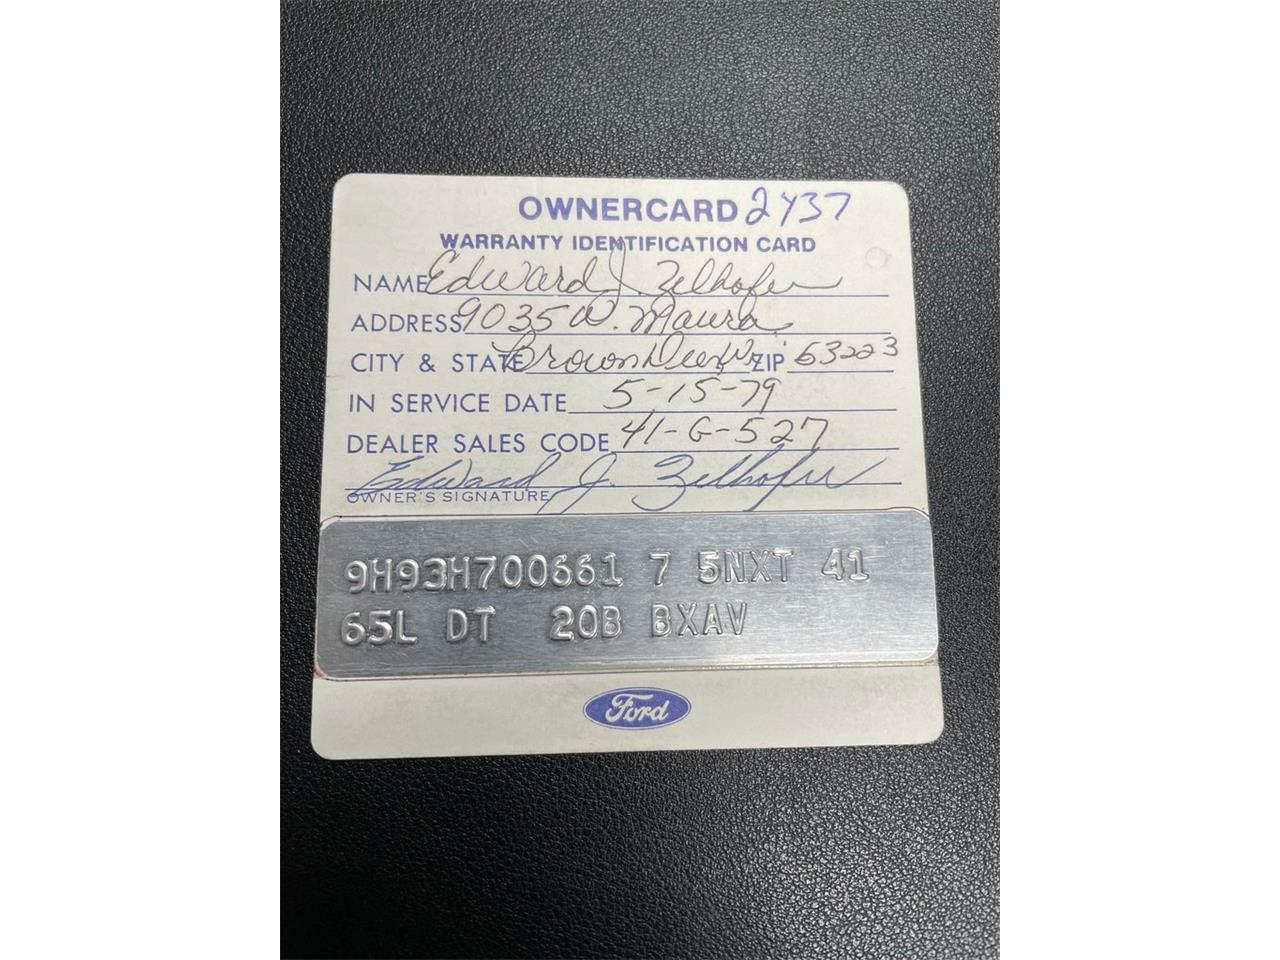 OWNERCARD 2437
WARRANTY IDENTIFICATION CARD
NAME Edward J. Zelhofer
ADDRESS 9035 W. Maura
CITY & STATE Brown Deer Wi ZIP 53223
IN SERVICE DATE 5-15-79
DEALER SALES CODE 41-G-527
Edward J. Zelhofer
OWNER'S SIGNATURE
9H93H700661 7 5NXT 41
65L DT 20B BXAV
Ford